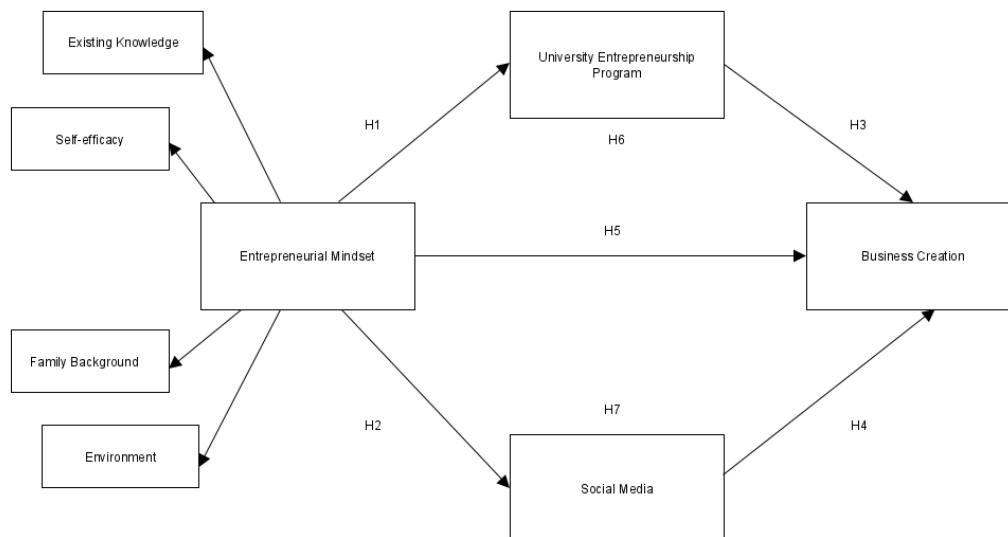 Existing Knowledge
University Entrepreneurship
Program
Self-efficacy
H1
H6
H3
Entrepreneurial Mindset
H5
Business Creation
Family Background
H2
H7
H4
Environment
Social Media